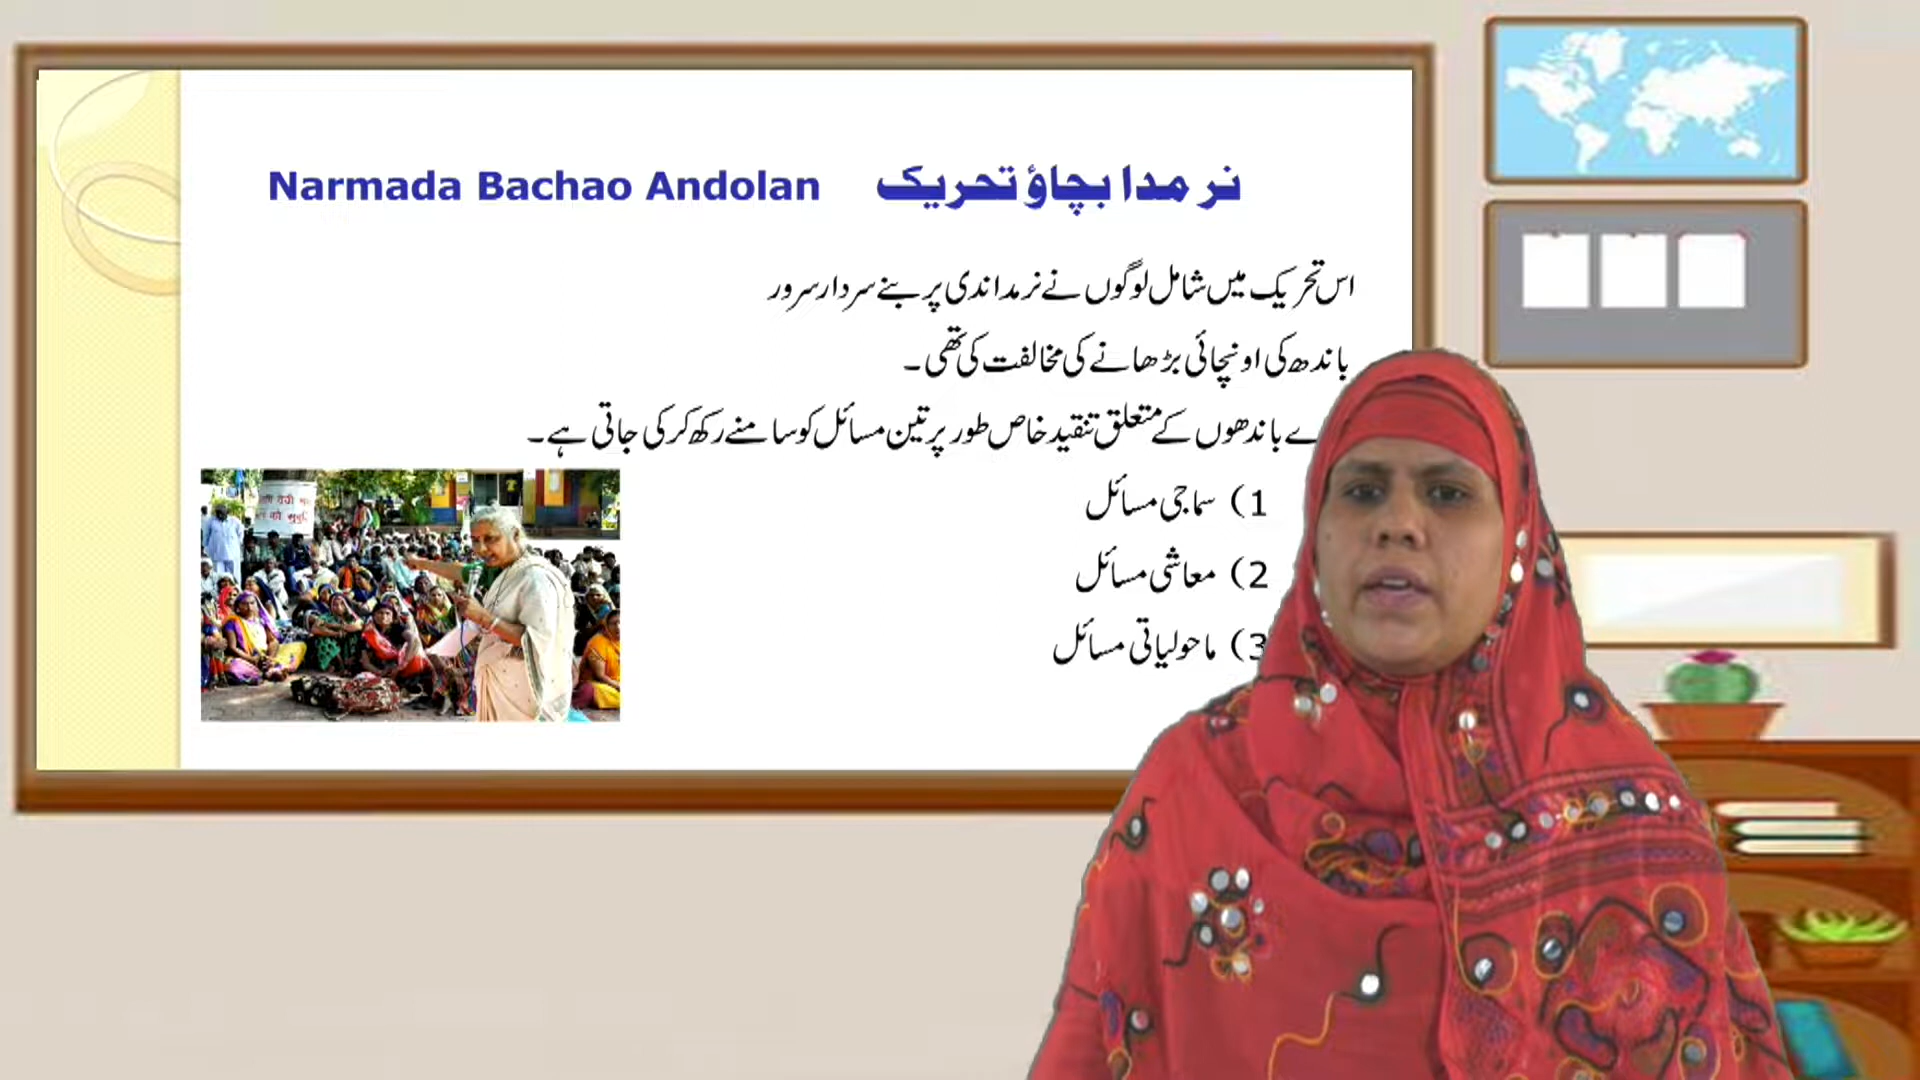 Narmada Bachao Andolan نرمدا بچاؤ تحریک
اس تحریک میں شامل لوگوں نے نرمدا ندی پر بنے سردار سرور
باندھ کی اونچائی بڑھانے کی مخالفت کی تھی۔
باندھوں کے متعلق تنقید خاص طور پر تین مسائل کو سامنے رکھ کر کی جاتی ہے۔
1) سماجی مسائل
2) معاشی مسائل
3) ماحولیاتی مسائل